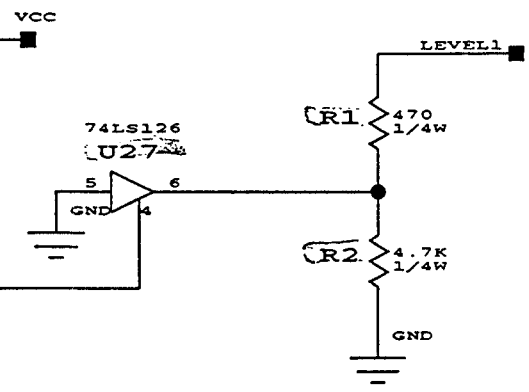 VCC
LEVEL1
R1
470
1/4W
74LS126
U27
5
6
GND
4
R2
4.7K
1/4W
GND